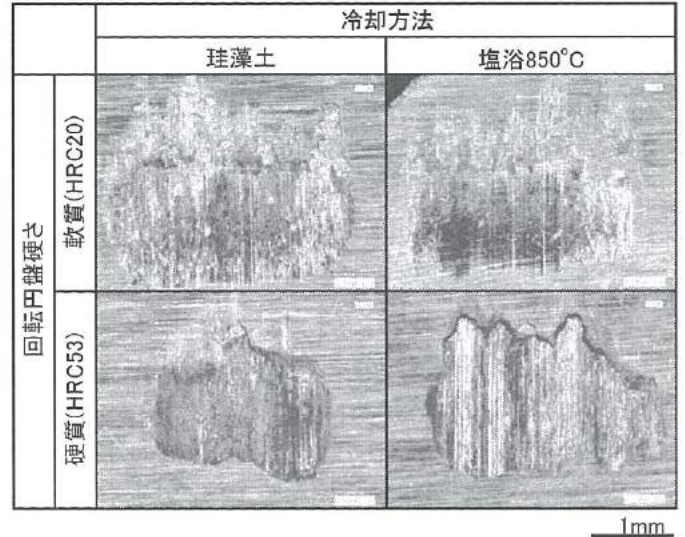 冷却方法
珪藻土
塩浴850°C
回転円盤硬さ
軟質(HRC20)
硬質(HRC53)
1mm